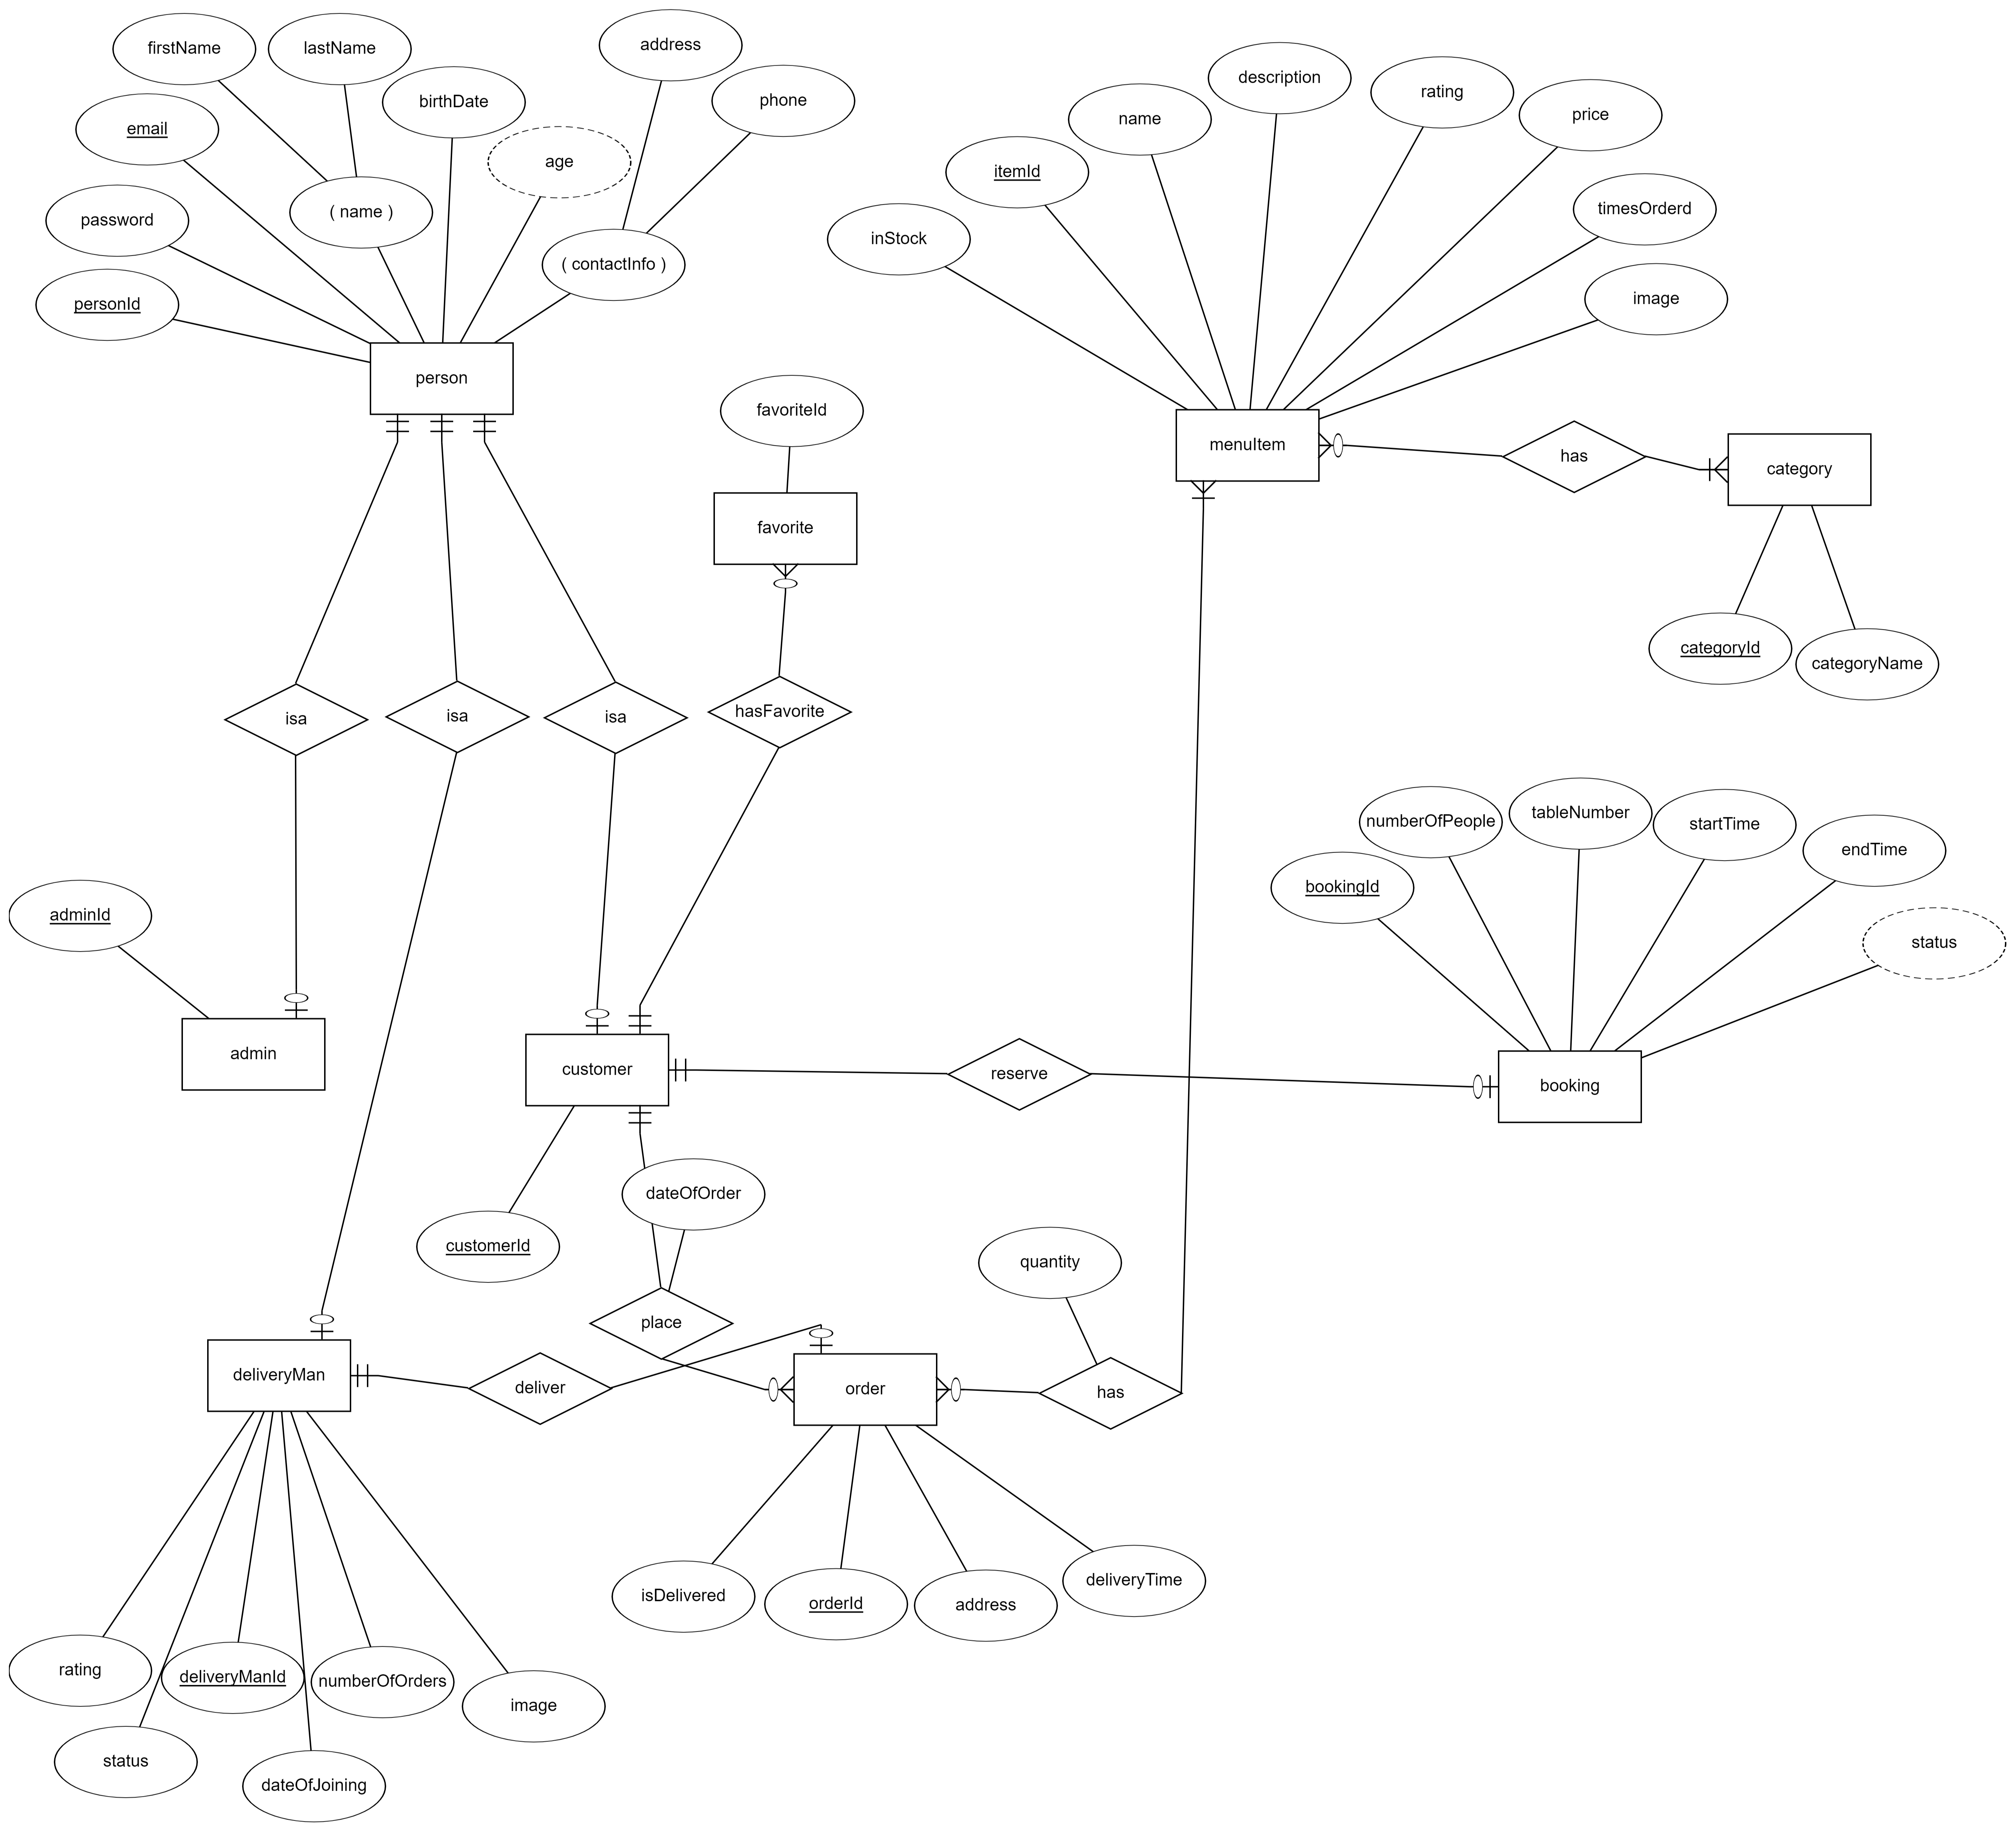 firstName
lastName
address
birthDate
phone
email
age
password
( name )
( contactInfo )
personId
person
description
rating
name
price
itemId
timesOrderd
inStock
image
favoriteId
menuItem
has
category
favorite
categoryId
categoryName
isa
isa
isa
hasFavorite
numberOfPeople
tableNumber
startTime
endTime
bookingId
status
adminId
admin
customer
reserve
booking
dateOfOrder
customerId
quantity
place
deliveryMan
deliver
order
has
isDelivered
orderId
address
deliveryTime
rating
deliveryManId
numberOfOrders
image
status
dateOfJoining